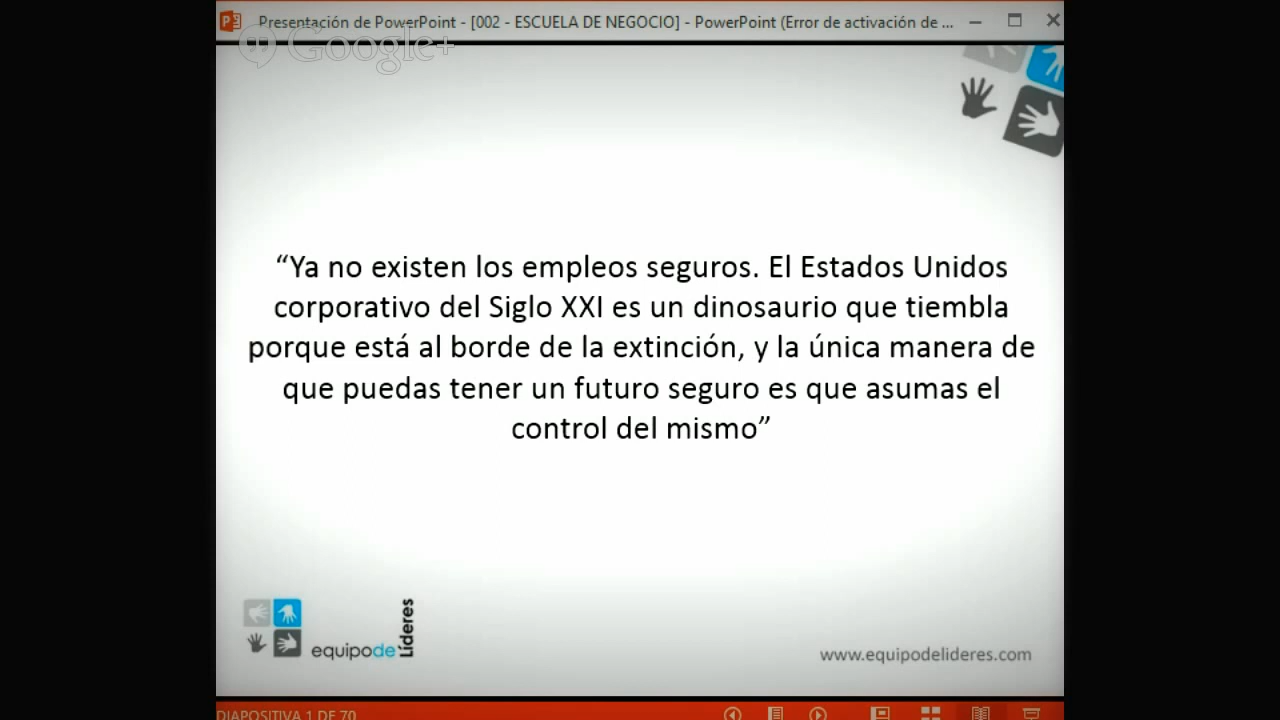 Presentación de PowerPoint - [002 - ESCUELA DE NEGOCIO] - PowerPoint (Error de activación de ...
Google+
“Ya no existen los empleos seguros. El Estados Unidos
corporativo del Siglo XXI es un dinosaurio que tiembla
porque está al borde de la extinción, y la única manera de
que puedas tener un futuro seguro es que asumas el
control del mismo”
equipode Líderes
www.equipodelideres.com
DIAPOSITIVA 1 DE 70